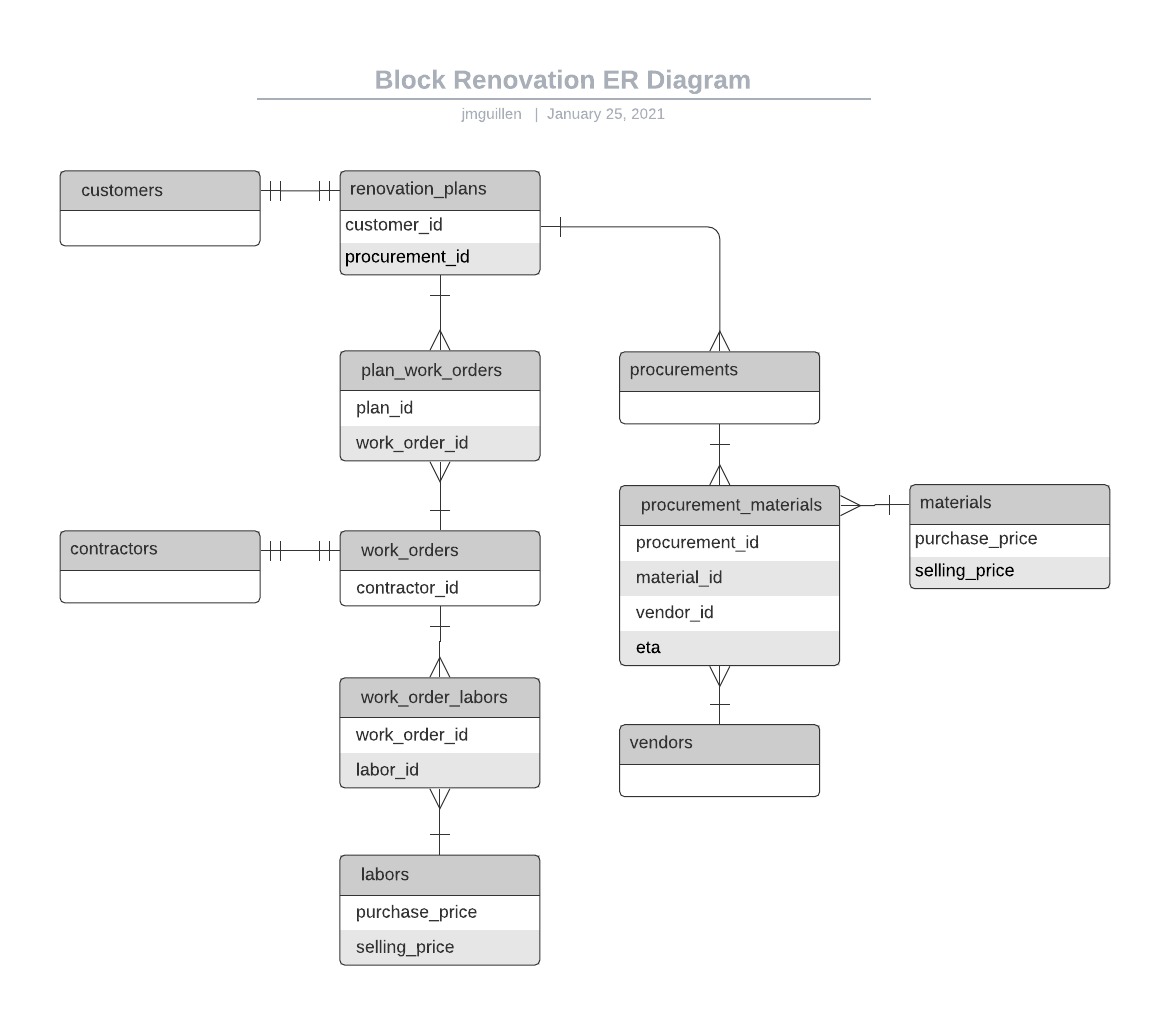 Block Renovation ER Diagram
jmguillen | January 25, 2021
customers
renovation_plans
customer_id
procurement_id
plan_work_orders
plan_id
work_order_id
procurements
contractors
work_orders
contractor_id
procurement_materials
procurement_id
material_id
vendor_id
eta
materials
purchase_price
selling_price
work_order_labors
work_order_id
labor_id
vendors
labors
purchase_price
selling_price